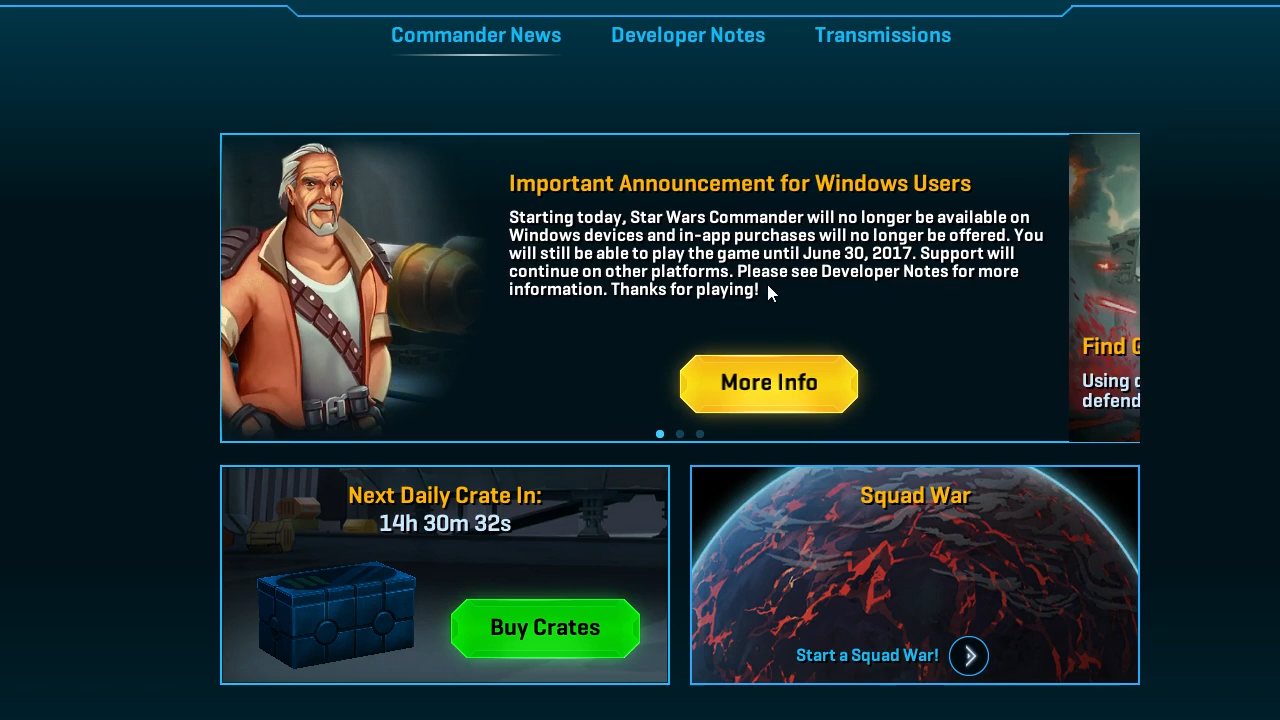 Commander News
Developer Notes
Transmissions
Important Announcement for Windows Users
Starting today, Star Wars Commander will no longer be available on
Windows devices and in-app purchases will no longer be offered. You
will still be able to play the game until June 30, 2017. Support will
continue on other platforms. Please see Developer Notes for more
information. Thanks for playing!
More Info
Find
Using
defend
Next Daily Crate In:
14h 30m 32s
Buy Crates
Squad War
Start a Squad War!